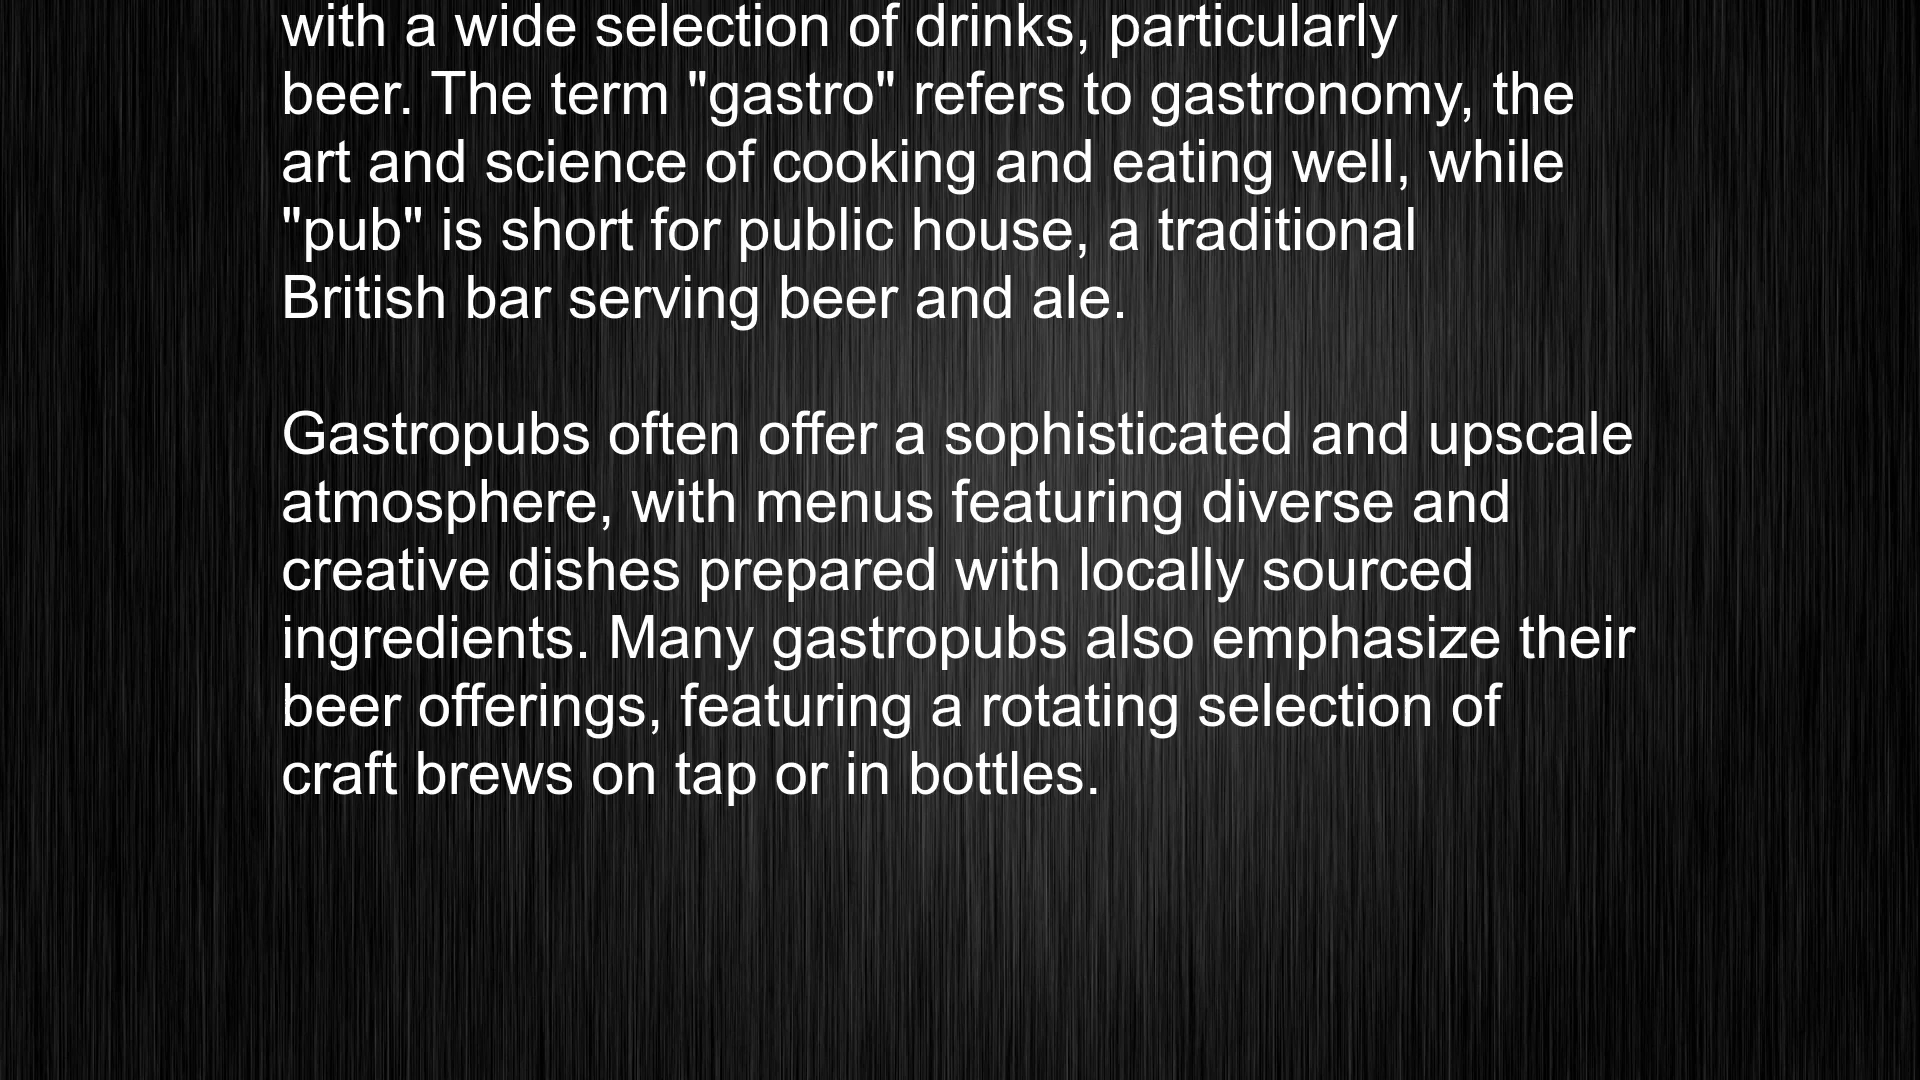 with a wide selection of drinks, particularly
beer. The term "gastro" refers to gastronomy, the
art and science of cooking and eating well, while
"pub" is short for public house, a traditional
British bar serving beer and ale.
Gastropubs often offer a sophisticated and upscale
atmosphere, with menus featuring diverse and
creative dishes prepared with locally sourced
ingredients. Many gastropubs also emphasize their
beer offerings, featuring a rotating selection of
craft brews on tap or in bottles.